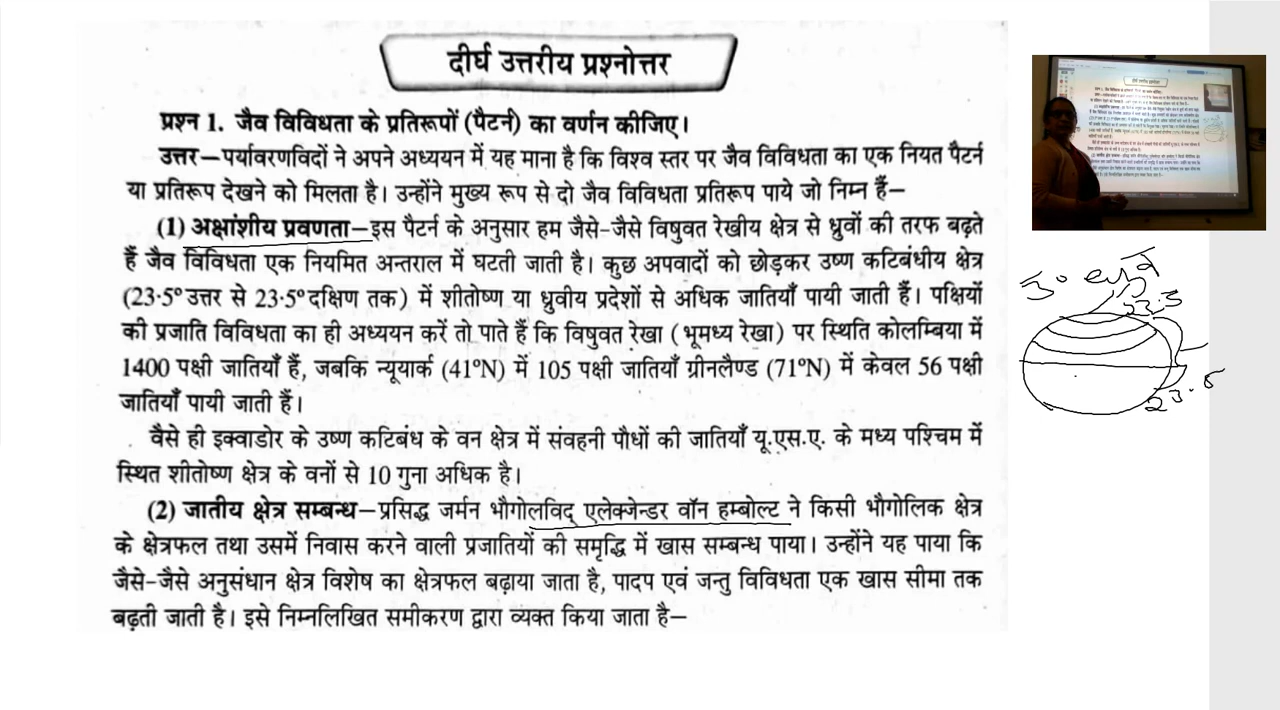 दीर्घ उत्तरीय प्रश्नोत्तर
प्रश्न 1. जैव विविधता के प्रतिरूपों (पैटर्न) का वर्णन कीजिए।
उत्तर–पर्यावरणविदों ने अपने अध्ययन में यह माना है कि विश्व स्तर पर जैव विविधता का एक नियत पैटर्न
या प्रतिरूप देखने को मिलता है। उन्होंने मुख्य रूप से दो जैव विविधता प्रतिरूप पाये जो निम्न हैं–
(1) अक्षांशीय प्रवणता–इस पैटर्न के अनुसार हम जैसे-जैसे विषुवत रेखीय क्षेत्र से ध्रुवों की तरफ बढ़ते
हैं जैव विविधता एक नियमित अन्तराल में घटती जाती है। कुछ अपवादों को छोड़कर उष्ण कटिबंधीय क्षेत्र
(23·5° उत्तर से 23·5° दक्षिण तक) में शीतोष्ण या ध्रुवीय प्रदेशों से अधिक जातियाँ पायी जाती हैं। पक्षियों
की प्रजाति विविधता का ही अध्ययन करें तो पाते हैं कि विषुवत रेखा (भूमध्य रेखा) पर स्थिति कोलम्बिया में
1400 पक्षी जातियाँ हैं, जबकि न्यूयार्क (41°N) में 105 पक्षी जातियाँ ग्रीनलैण्ड (71°N) में केवल 56 पक्षी
जातियाँ पायी जाती हैं।
वैसे ही इक्वाडोर के उष्ण कटिबंध के वन क्षेत्र में संवहनी पौधों की जातियाँ यू.एस.ए. के मध्य पश्चिम में
स्थित शीतोष्ण क्षेत्र के वनों से 10 गुना अधिक है।
(2) जातीय क्षेत्र सम्बन्ध–प्रसिद्ध जर्मन भौगोलविद् एलेक्जेन्डर वॉन हम्बोल्ट ने किसी भौगोलिक क्षेत्र
के क्षेत्रफल तथा उसमें निवास करने वाली प्रजातियों की समृद्धि में खास सम्बन्ध पाया। उन्होंने यह पाया कि
जैसे-जैसे अनुसंधान क्षेत्र विशेष का क्षेत्रफल बढ़ाया जाता है, पादप एवं जन्तु विविधता एक खास सीमा तक
बढ़ती जाती है। इसे निम्नलिखित समीकरण द्वारा व्यक्त किया जाता है–
23.5